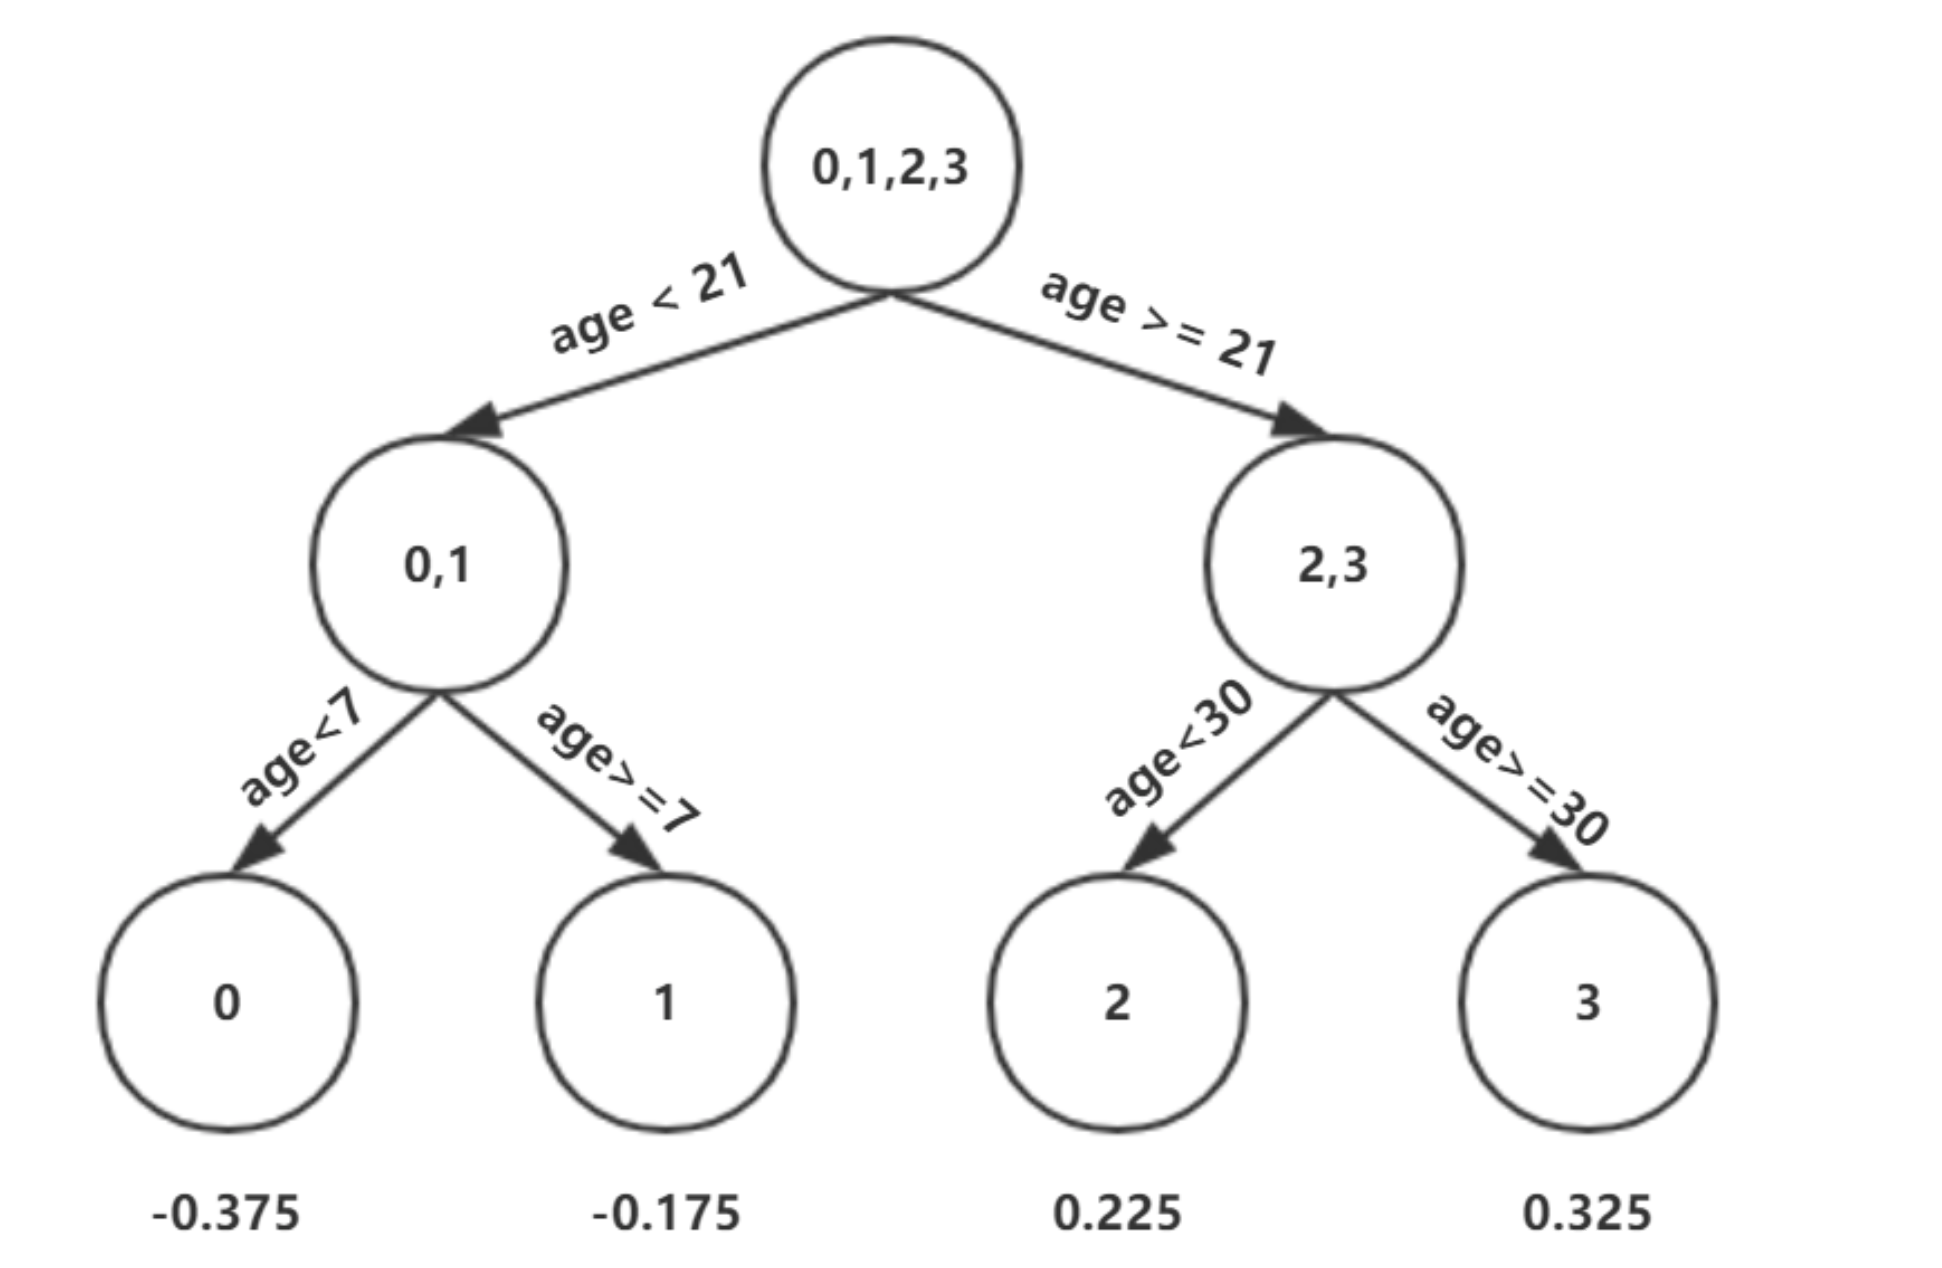 0,1,2,3
age < 21
age >= 21
0,1
2,3
age<7
age>=7
age<30
age>=30
0
1
2
3
-0.375
-0.175
0.225
0.325